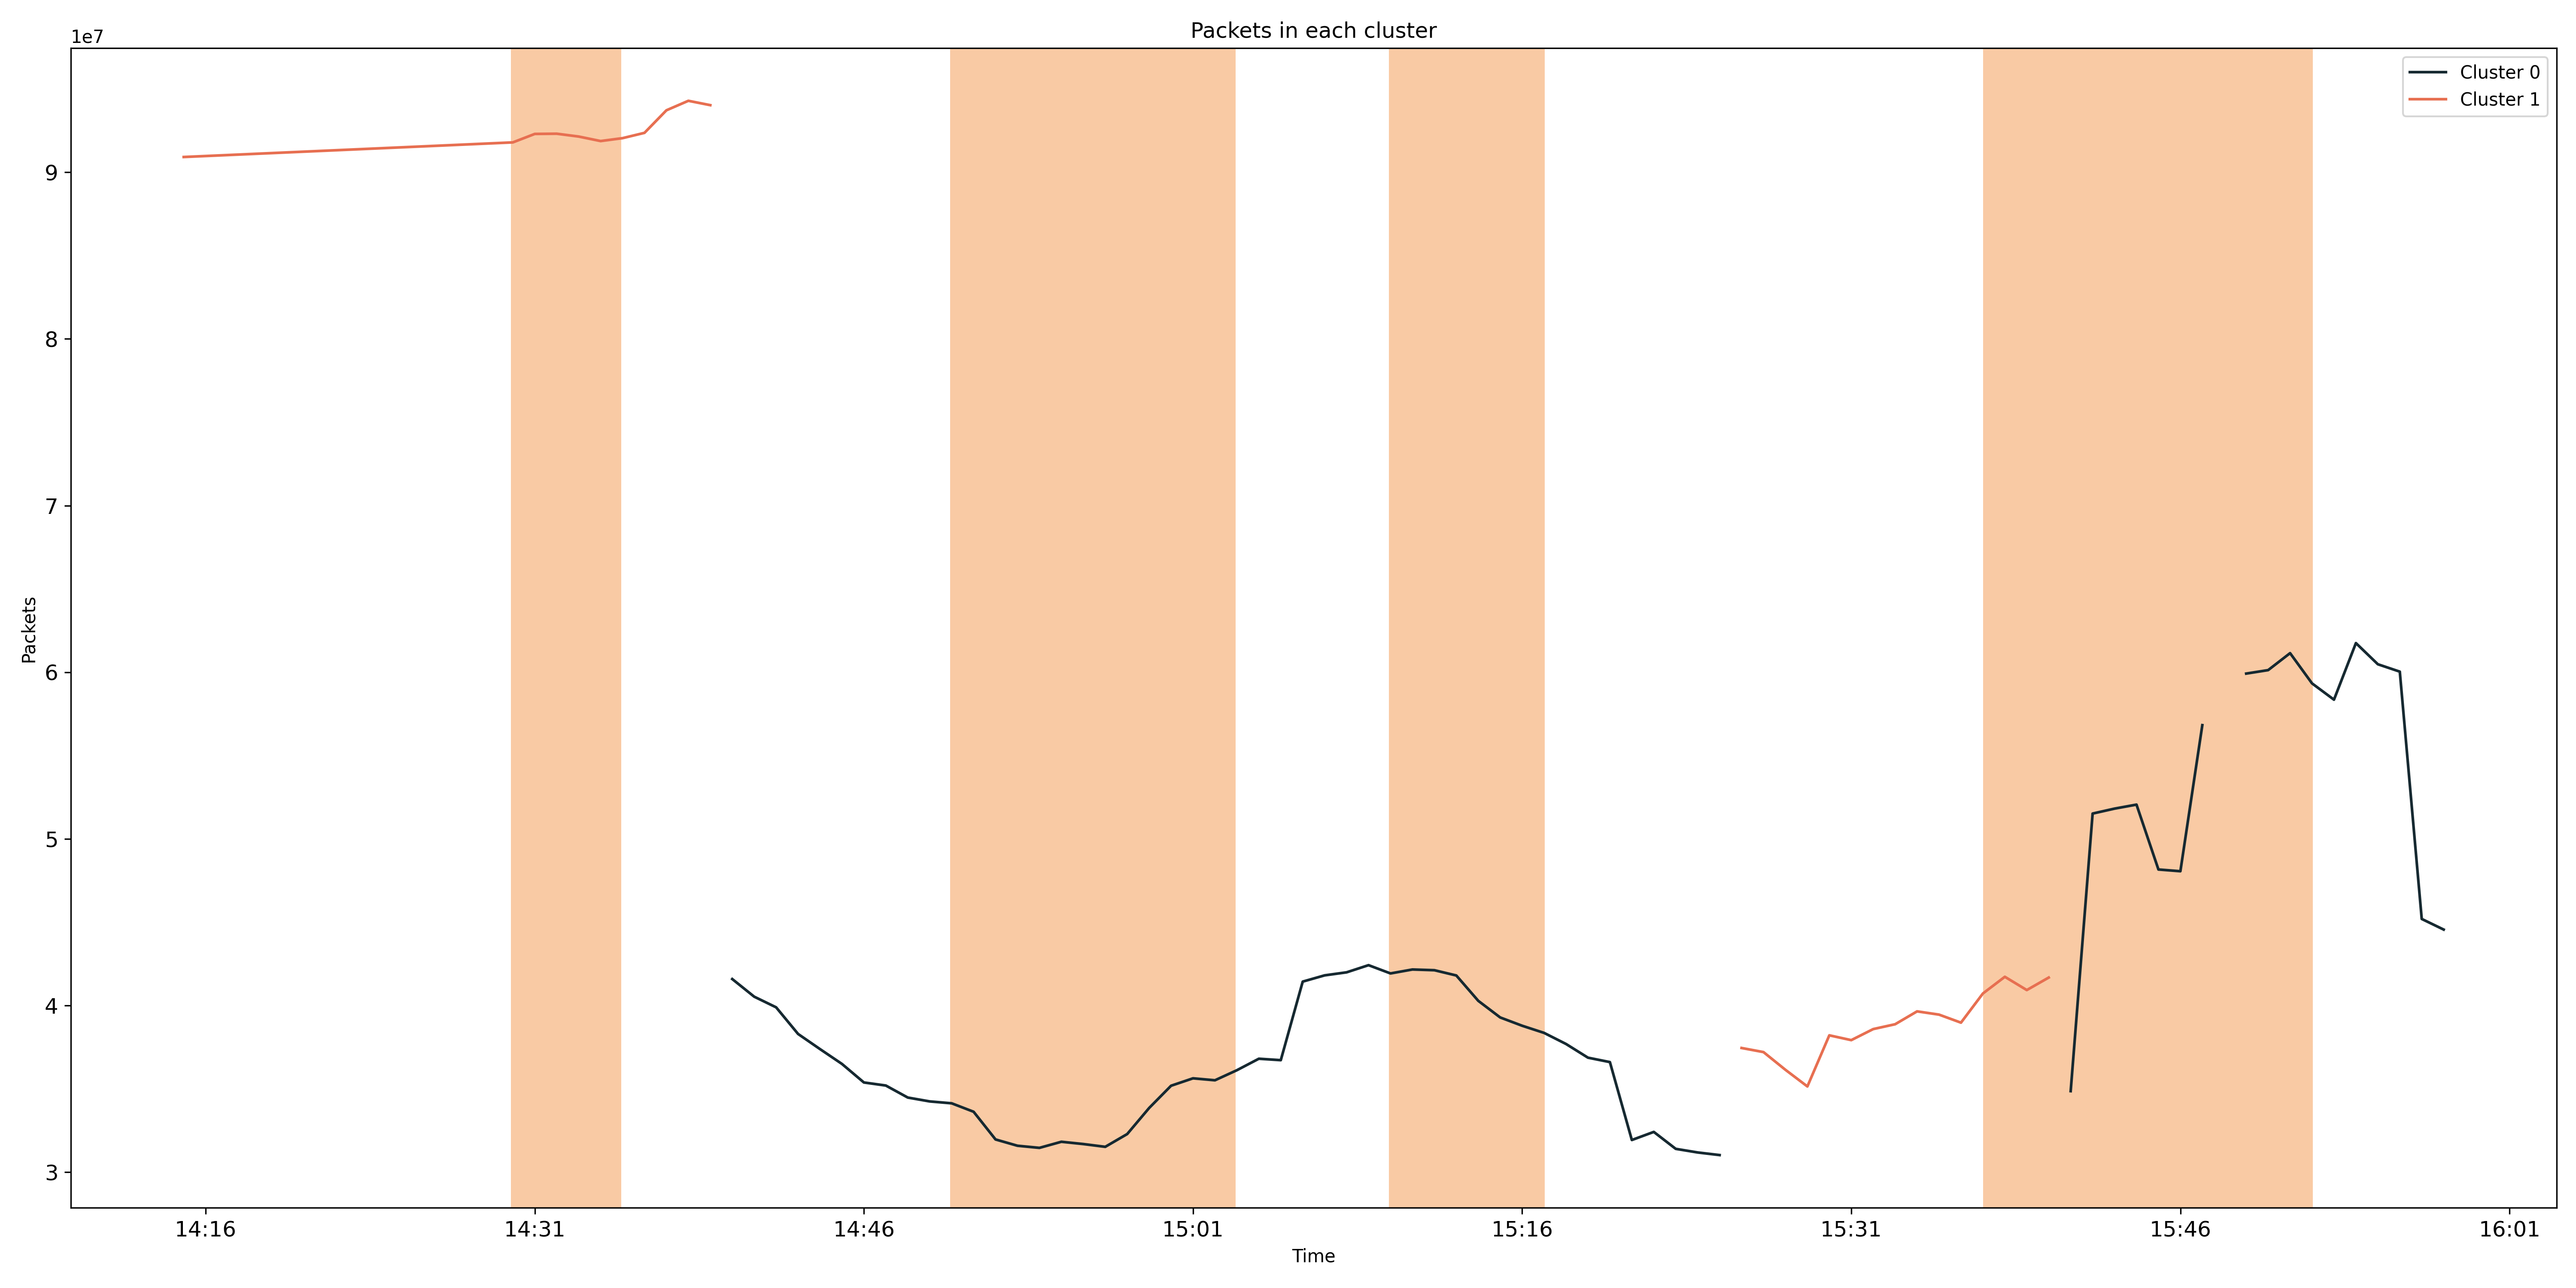 Packets in each cluster
1e7
Cluster 0
Cluster 1
9
8
7
6
5
4
3
Packets
14:16 14:31 14:46 15:01 15:16 15:31 15:46 16:01
Time